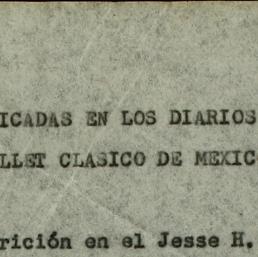 ICADAS EN LOS DIARIOS
LLET CLASICO DE MEXIC
rición en el Jesse H.